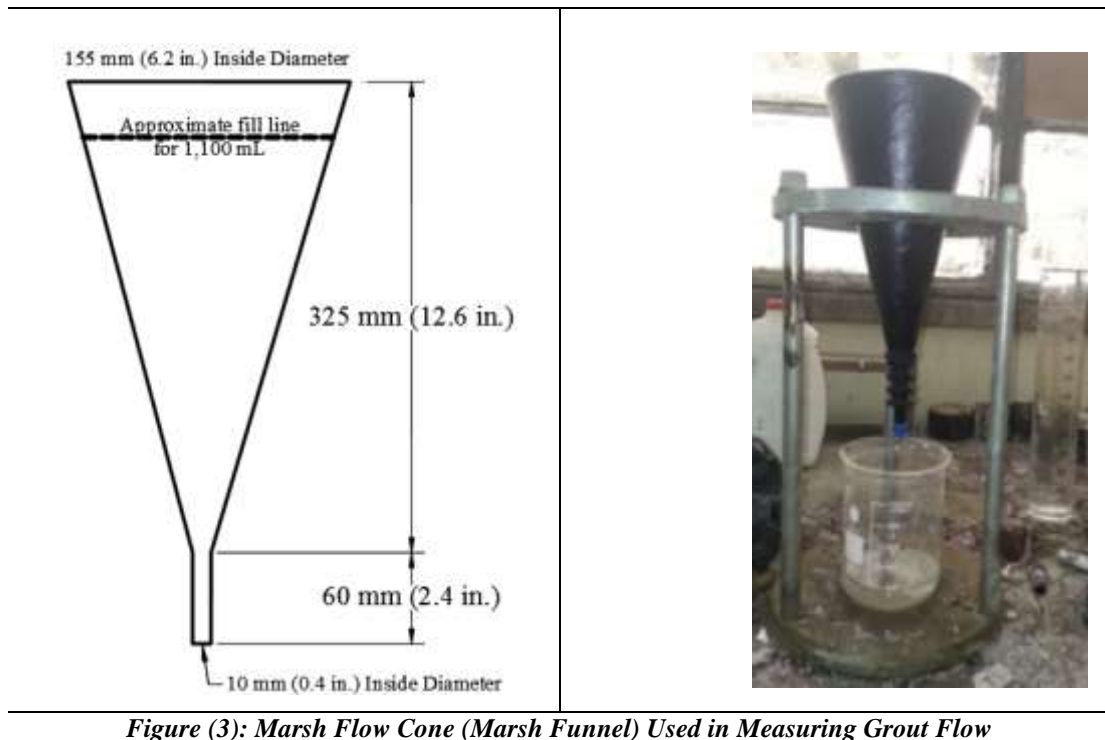 155 mm (6.2 in.) Inside Diameter
Approximate fill line
for 1,100 mL
325 mm (12.6 in.)
60 mm (2.4 in.)
10 mm (0.4 in.) Inside Diameter
Figure (3): Marsh Flow Cone (Marsh Funnel) Used in Measuring Grout Flow